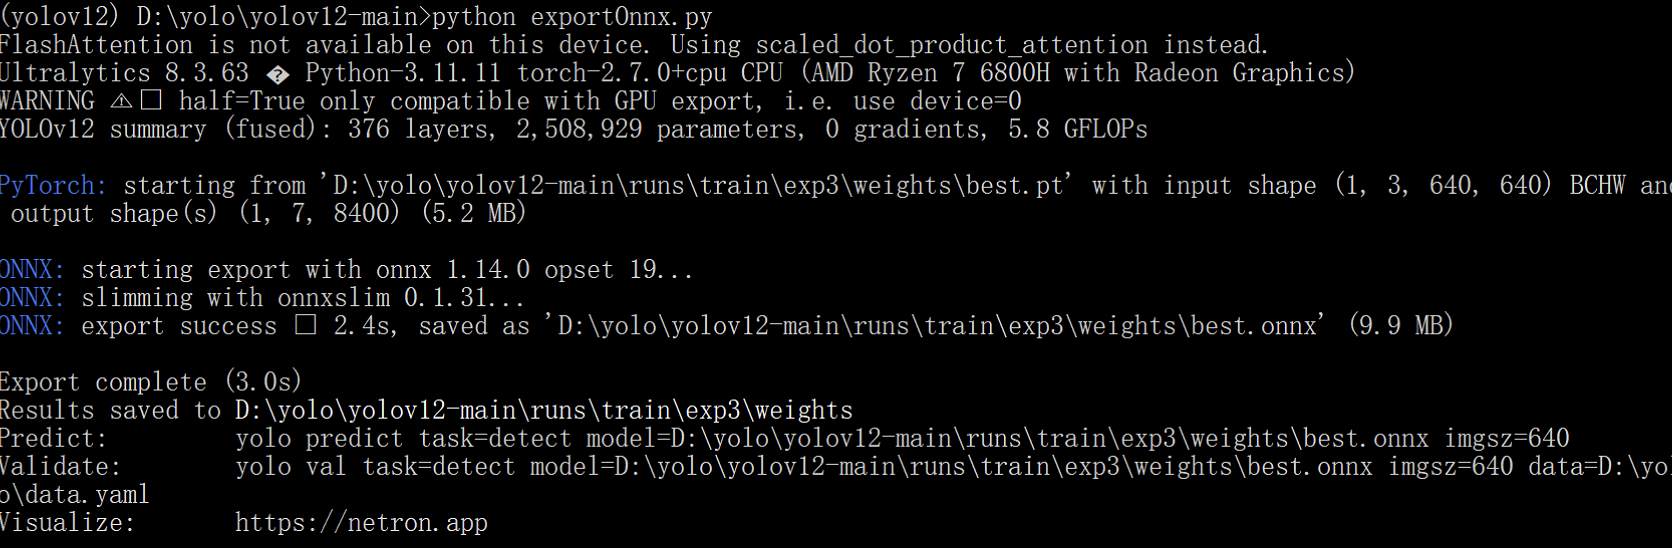 (yolov12) D:\yolo\yolov12-main>python exportOnnx.py
FlashAttention is not available on this device. Using scaled_dot_product_attention instead.
Ultralytics 8.3.63 � Python-3.11.11 torch-2.7.0+cpu CPU (AMD Ryzen 7 6800H with Radeon Graphics)
WARNING ⚠□ half=True only compatible with GPU export, i.e. use device=0
YOLOv12 summary (fused): 376 layers, 2,508,929 parameters, 0 gradients, 5.8 GFLOPs
PyTorch: starting from 'D:\yolo\yolov12-main\runs\train\exp3\weights\best.pt' with input shape (1, 3, 640, 640) BCHW and
output shape(s) (1, 7, 8400) (5.2 MB)
ONNX: starting export with onnx 1.14.0 opset 19...
ONNX: slimming with onnxslim 0.1.31...
ONNX: export success □ 2.4s, saved as 'D:\yolo\yolov12-main\runs\train\exp3\weights\best.onnx' (9.9 MB)
Export complete (3.0s)
Results saved to D:\yolo\yolov12-main\runs\train\exp3\weights
Predict: yolo predict task=detect model=D:\yolo\yolov12-main\runs\train\exp3\weights\best.onnx imgsz=640
Validate: yolo val task=detect model=D:\yolo\yolov12-main\runs\train\exp3\weights\best.onnx imgsz=640 data=D:\yol
o\data.yaml
Visualize: https://netron.app